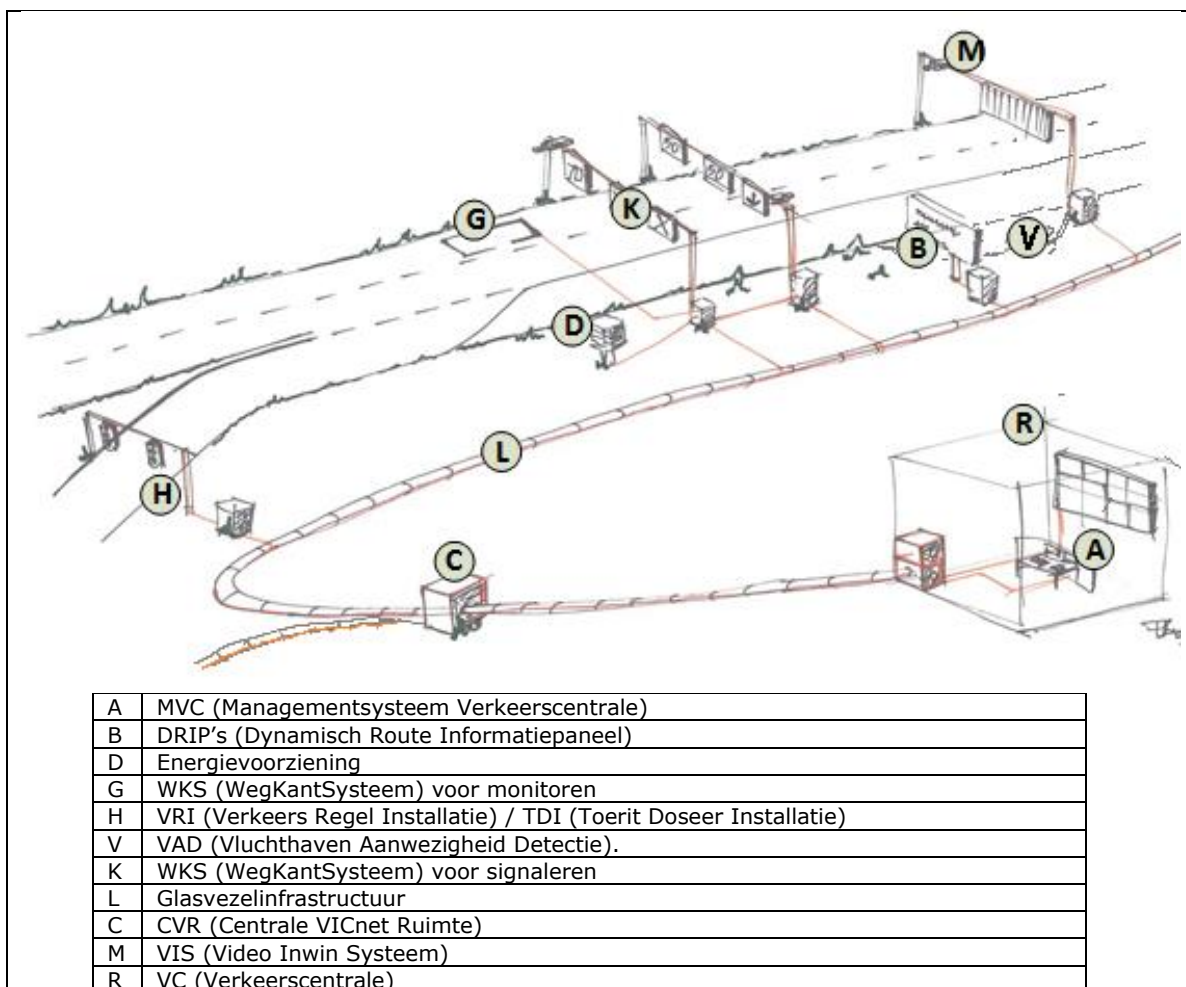 M
70
50
K
G
B
V
D
R
L
H
A
C
A MVC (Managementsysteem Verkeerscentrale)
B DRIP's (Dynamisch Route Informatiepaneel)
D Energievoorziening
G WKS (WegKantSysteem) voor monitoren
H VRI (Verkeers Regel Installatie) / TDI (Toerit Doseer Installatie)
V VAD (Vluchthaven Aanwezigheid Detectie).
K WKS (WegKantSysteem) voor signaleren
L Glasvezelinfrastructuur
C CVR (Centrale VICnet Ruimte)
M VIS (Video Inwin Systeem)
R VC (Verkeerscentrale)